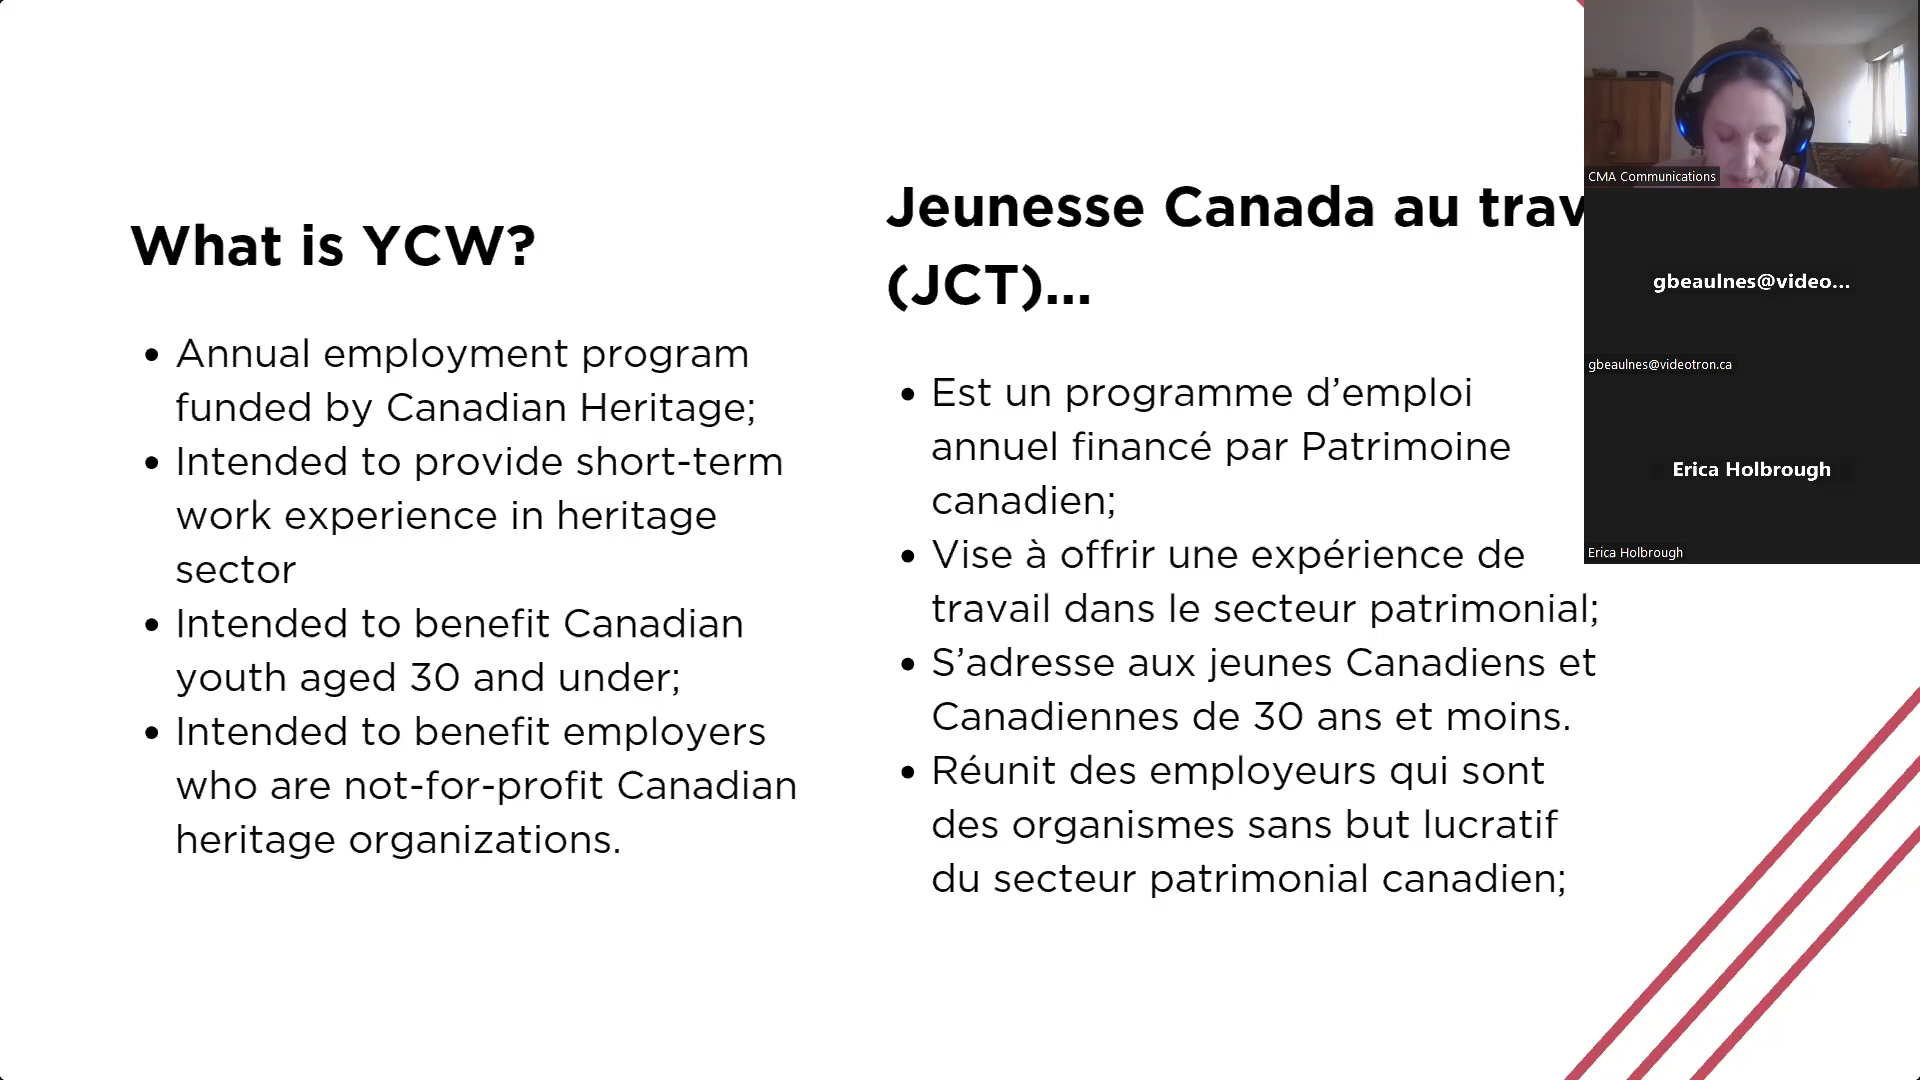 What is YCW?
• Annual employment program
funded by Canadian Heritage;
• Intended to provide short-term
work experience in heritage
sector
• Intended to benefit Canadian
youth aged 30 and under;
• Intended to benefit employers
who are not-for-profit Canadian
heritage organizations.
Jeunesse Canada au trav
(JCT)...
• Est un programme d’emploi
annuel financé par Patrimoine
canadien;
• Vise à offrir une expérience de
travail dans le secteur patrimonial;
• S’adresse aux jeunes Canadiens et
Canadiennes de 30 ans et moins.
• Réunit des employeurs qui sont
des organismes sans but lucratif
du secteur patrimonial canadien;
CMA Communications
gbeaulnes@video...
gbeaulnes@videotron.ca
Erica Holbrough
Erica Holbrough